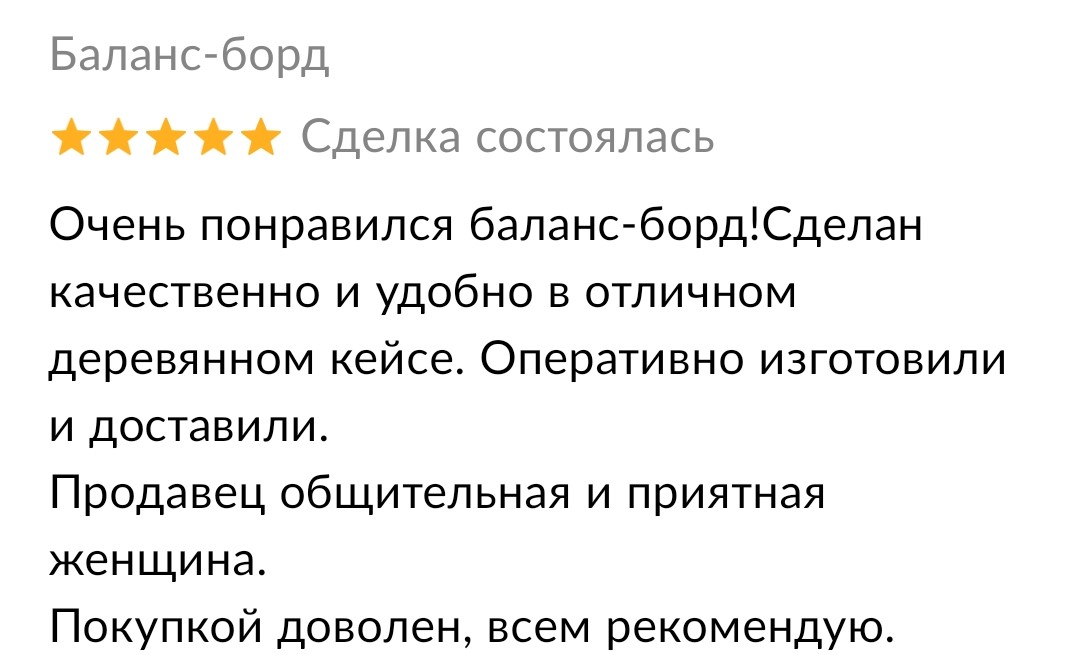 Баланс-борд
Сделка состоялась
Очень понравился баланс-борд!Сделан
качественно и удобно в отличном
деревянном кейсе. Оперативно изготовили
и доставили.
Продавец общительная и приятная
женщина.
Покупкой доволен, всем рекомендую.